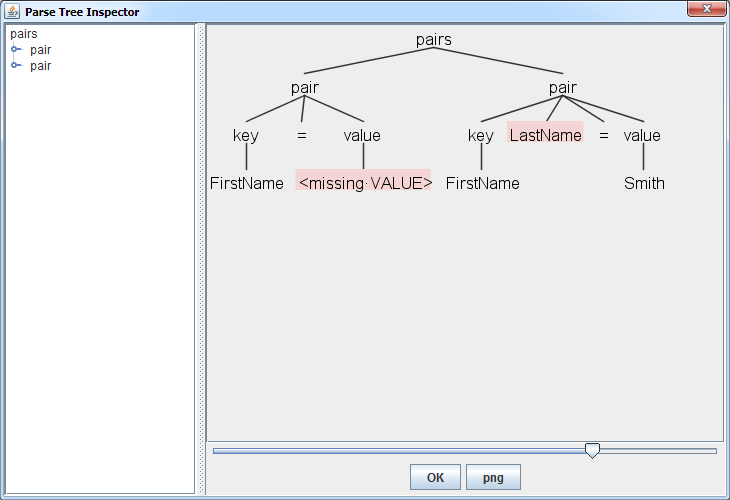 Parse Tree Inspector
pairs
pair
pair
pairs
pair pair
key = value key LastName = value
FirstName <missing·VALUE> FirstName Smith
OK png